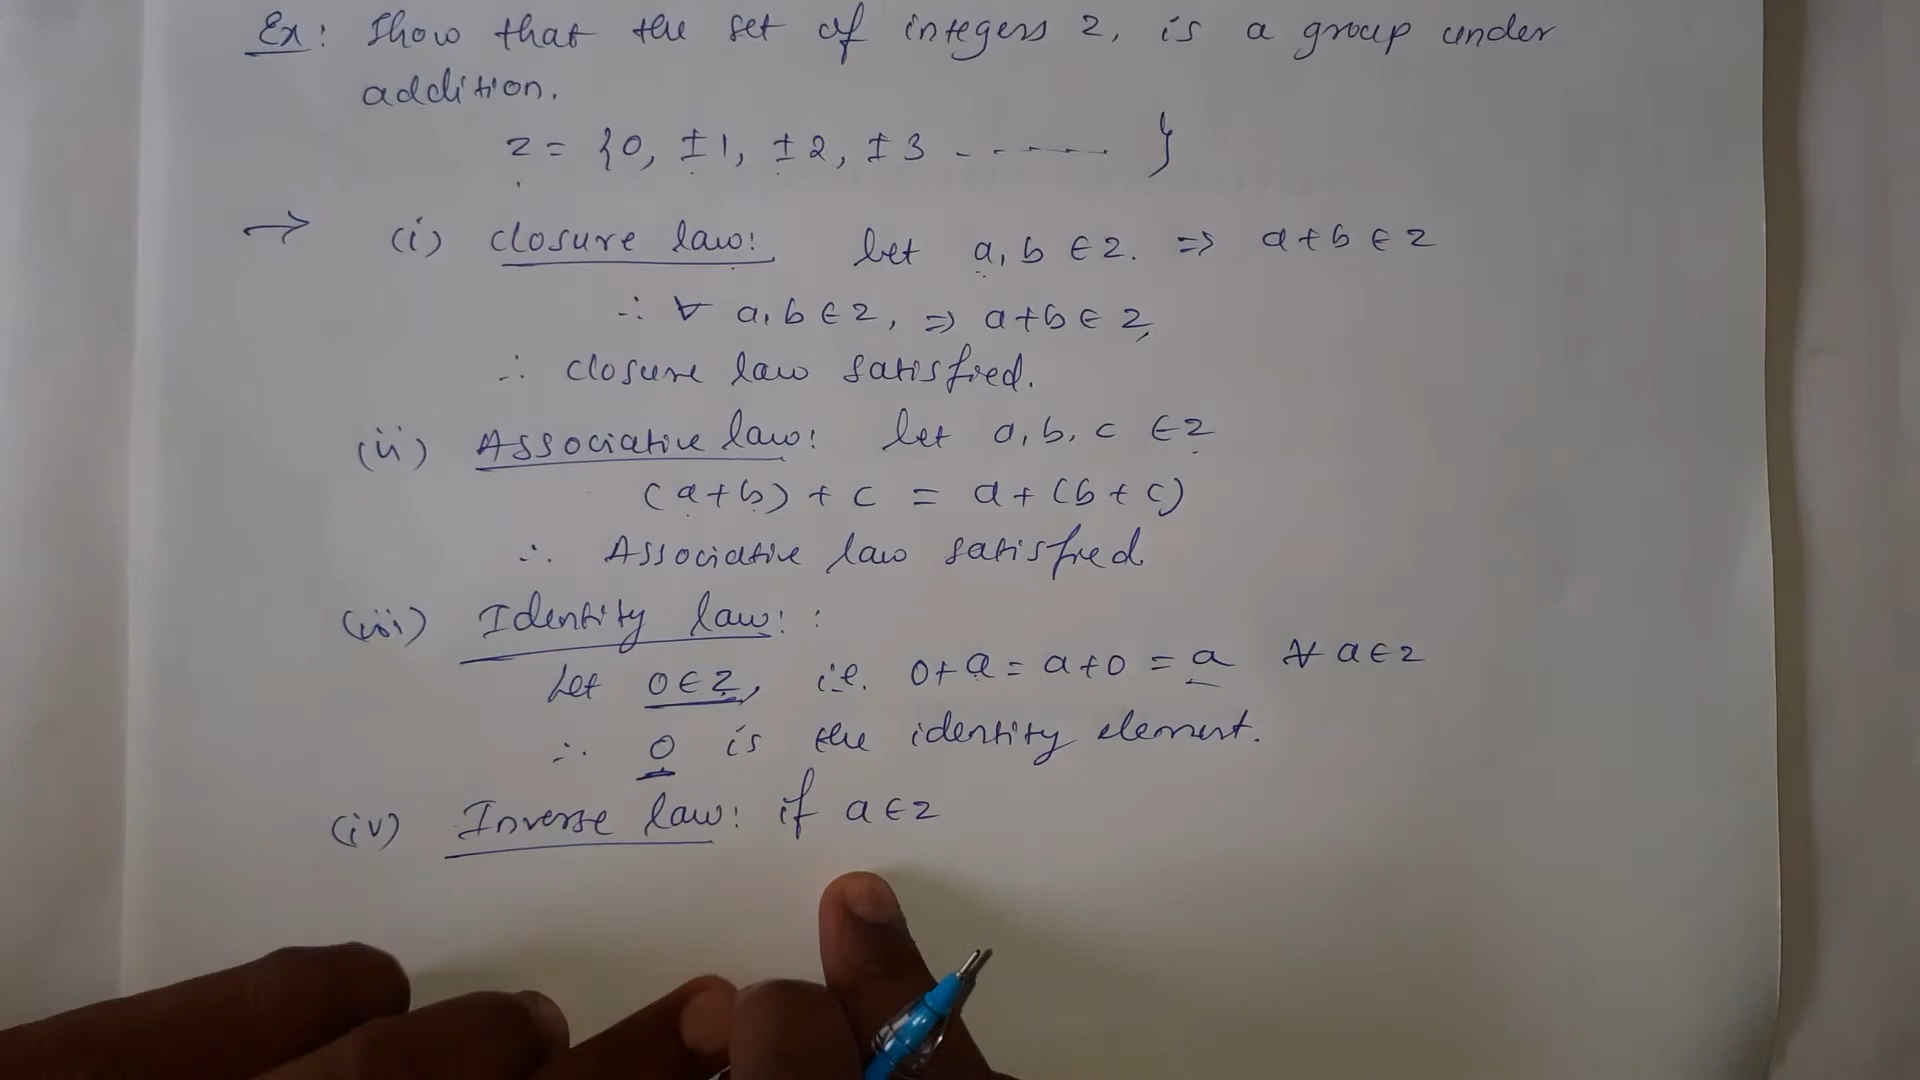 Ex: Show that the set of integers Z, is a group under
addition.
Z = {0, ±1, ±2, ±3 - - - - - - }
→ (i) closure law: let a, b ∈ Z. ⇒ a+b ∈ Z
∴ ∀ a, b ∈ Z, ⇒ a+b ∈ Z,
∴ closure law satisfied.
(ii) Associative law: let a, b, c ∈ Z
(a+b) + c = a + (b + c)
∴ Associative law satisfied
(iii) Identity law: :
Let 0 ∈ Z, i.e. 0+a = a+0 = a ∀ a ∈ Z
∴ 0 is the identity element.
(iv) Inverse law: if a ∈ Z